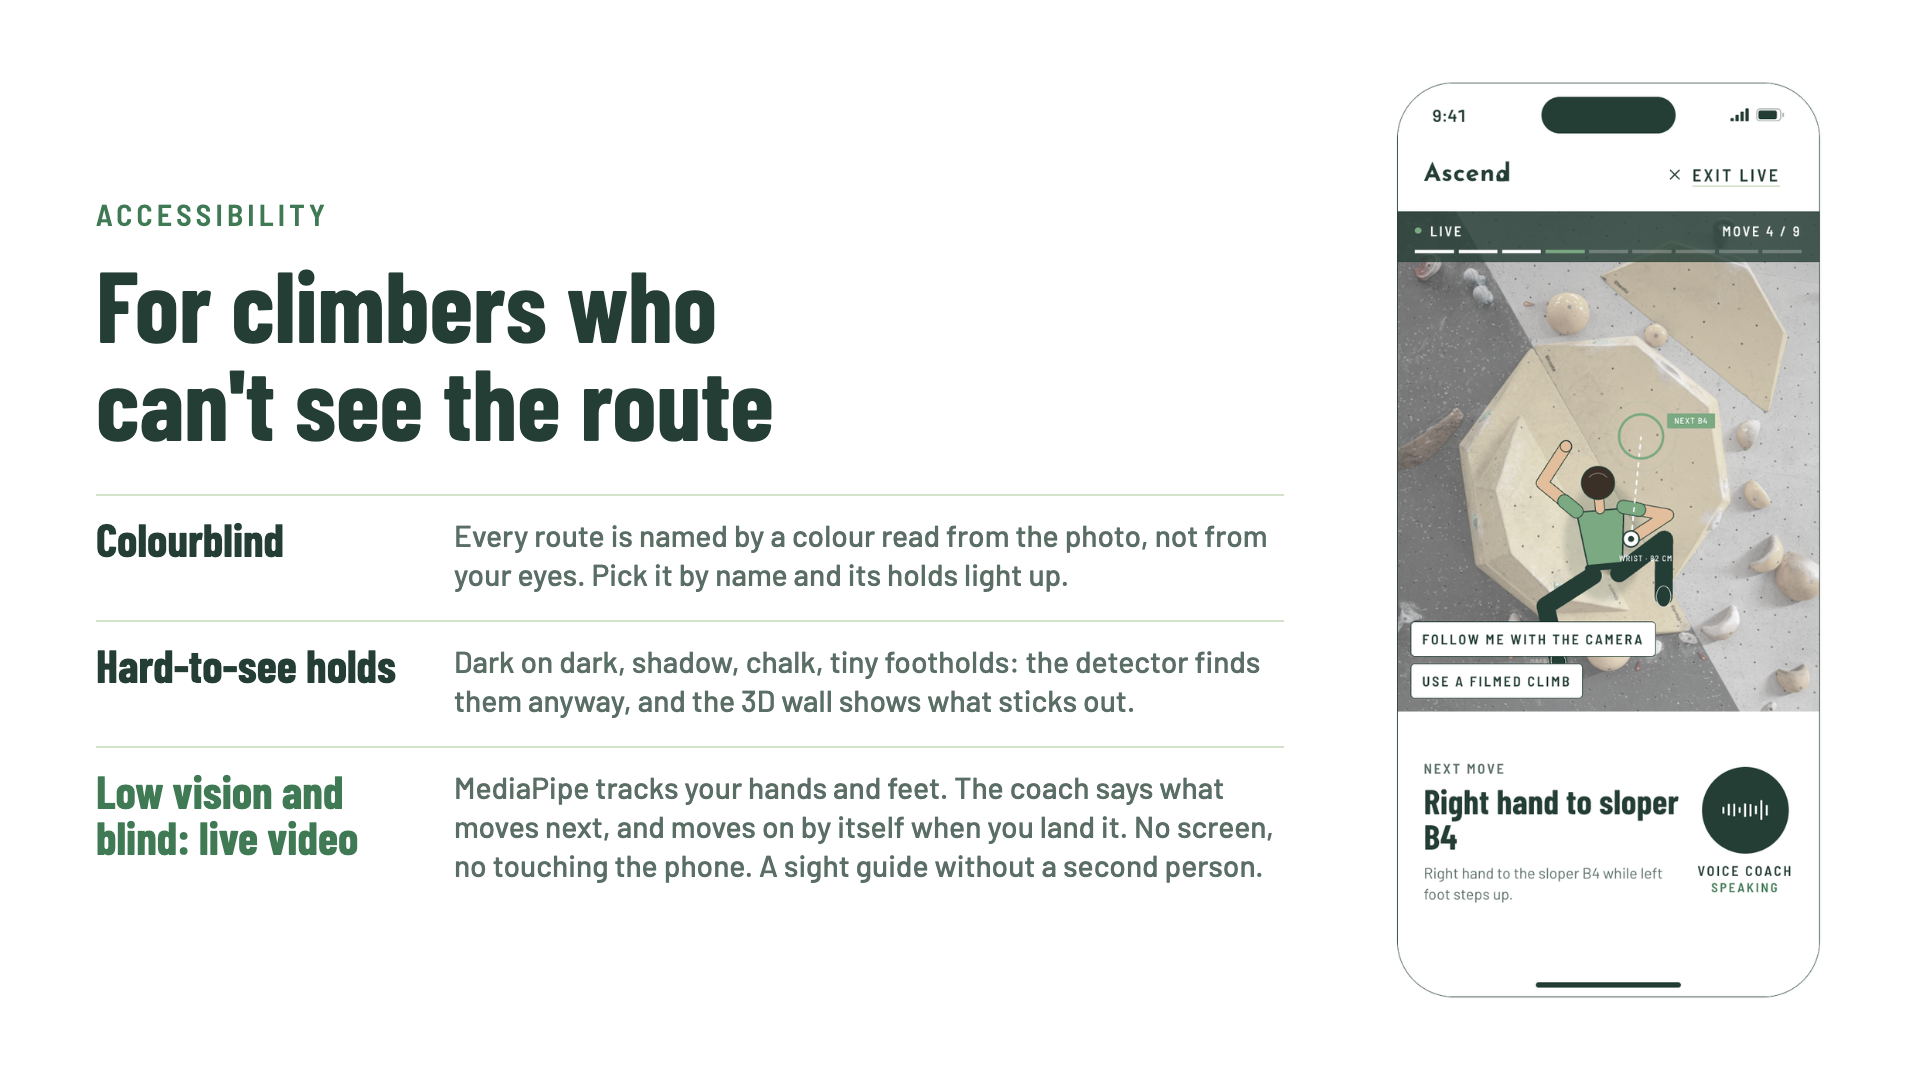 ACCESSIBILITY
For climbers who
can't see the route
Colourblind
Every route is named by a colour read from the photo, not from
your eyes. Pick it by name and its holds light up.
Hard-to-see holds
Dark on dark, shadow, chalk, tiny footholds: the detector finds
them anyway, and the 3D wall shows what sticks out.
Low vision and
blind: live video
MediaPipe tracks your hands and feet. The coach says what
moves next, and moves on by itself when you land it. No screen,
no touching the phone. A sight guide without a second person.
9:41
Ascend
× EXIT LIVE
LIVE
MOVE 4 / 9
NEXT B4
WRIST · 92 CM
FOLLOW ME WITH THE CAMERA
USE A FILMED CLIMB
NEXT MOVE
Right hand to sloper
B4
Right hand to the sloper B4 while left
foot steps up.
VOICE COACH
SPEAKING